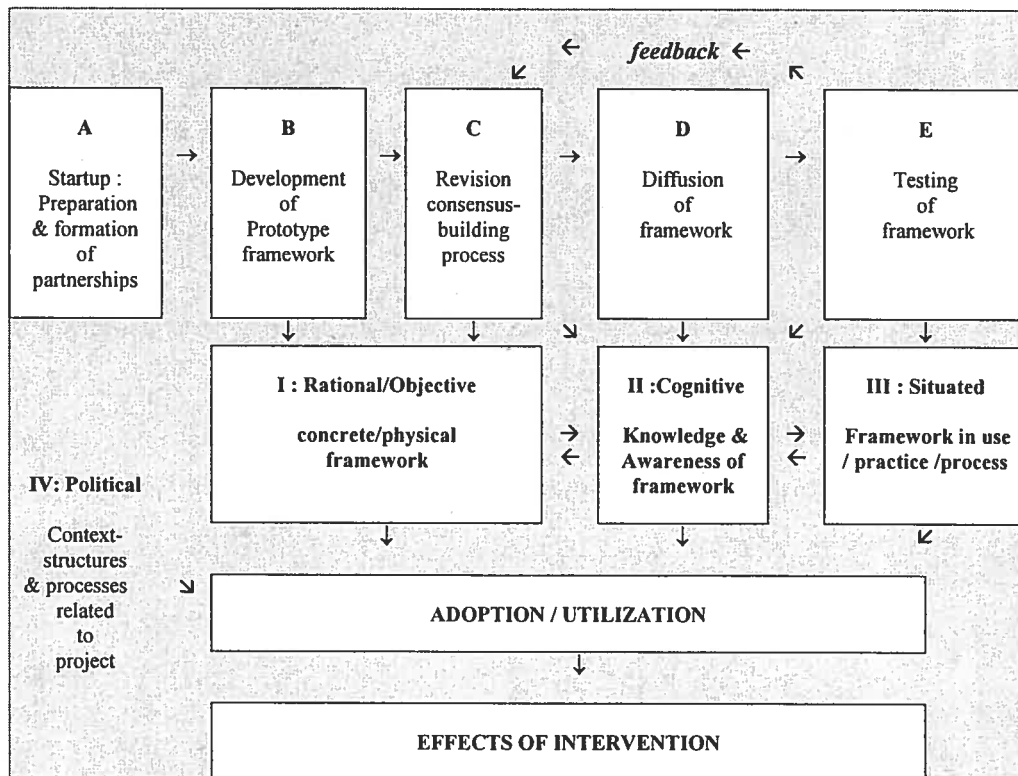 feedback
A
Startup :
Preparation
& formation
of
partnerships
B
Development
of
Prototype
framework
C
Revision
consensus-
building
process
D
Diffusion
of
framework
E
Testing
of
framework
I : Rational/Objective
concrete/physical
framework
II :Cognitive
Knowledge &
Awareness of
framework
III : Situated
Framework in use
/ practice /process
IV: Political
Context-
structures
& processes
related
to
project
ADOPTION / UTILIZATION
EFFECTS OF INTERVENTION